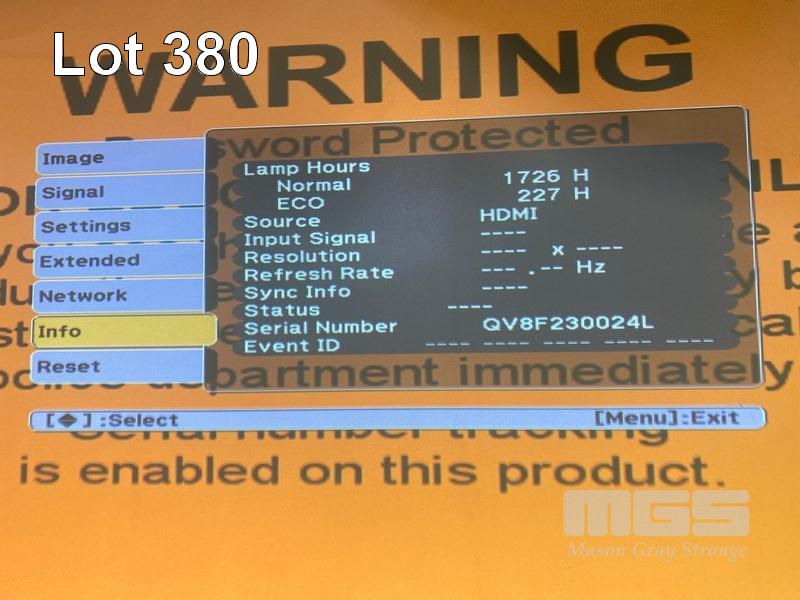 Lot 380
WARNING
Password Protected
Image
Signal
Settings
Extended
Network
Info
Reset
Lamp Hours
Normal 1726 H
ECO 227 H
Source HDMI
Input Signal ----
Resolution ---- x ----
Refresh Rate --- .-- Hz
Sync Info ----
Status ----
Serial Number QV8F230024L
Event ID ---- ---- ---- ---- ---- ----
department immediately
[◆] :Select [Menu]:Exit
Serial number tracking
is enabled on this product.
MGS
Mason Gray Strange